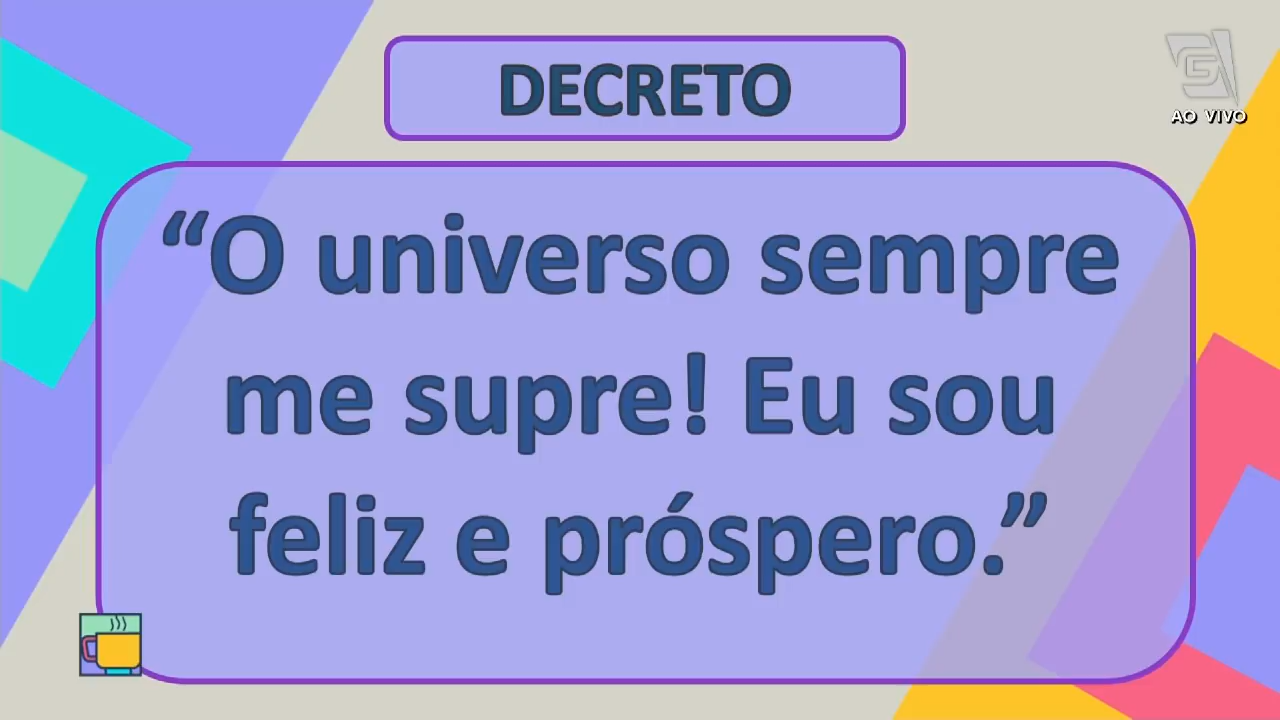 DECRETO
AO VIVO
“O universo sempre
me supre! Eu sou
feliz e próspero.”